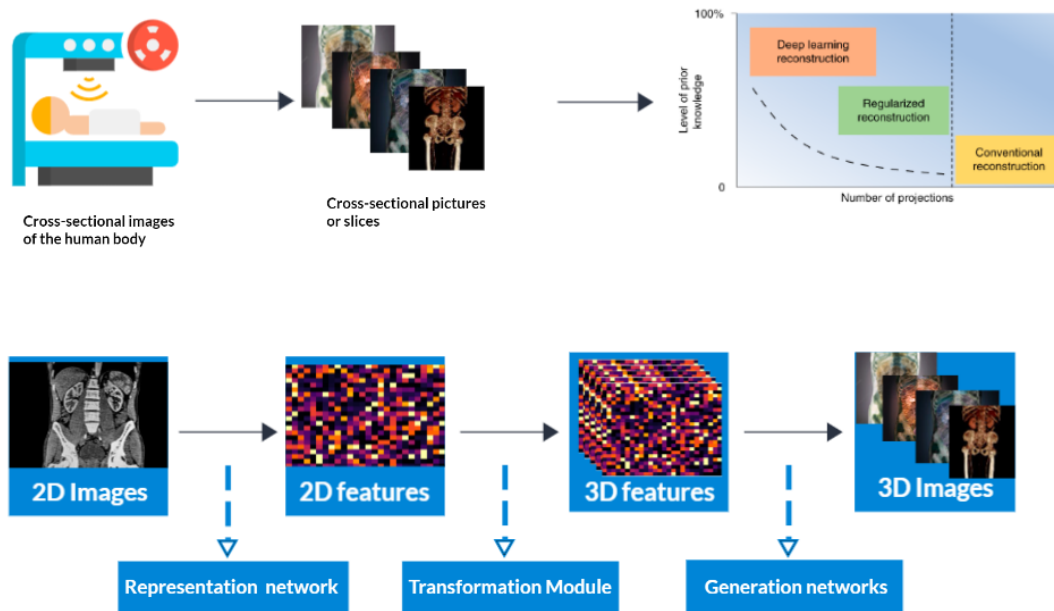 100%
Deep learning
reconstruction
Regularized
reconstruction
Conventional
reconstruction
Level of prior
knowledge
0
Number of projections
Cross-sectional images
of the human body
Cross-sectional pictures
or slices
2D Images
2D features
3D features
3D Images
Representation network
Transformation Module
Generation networks